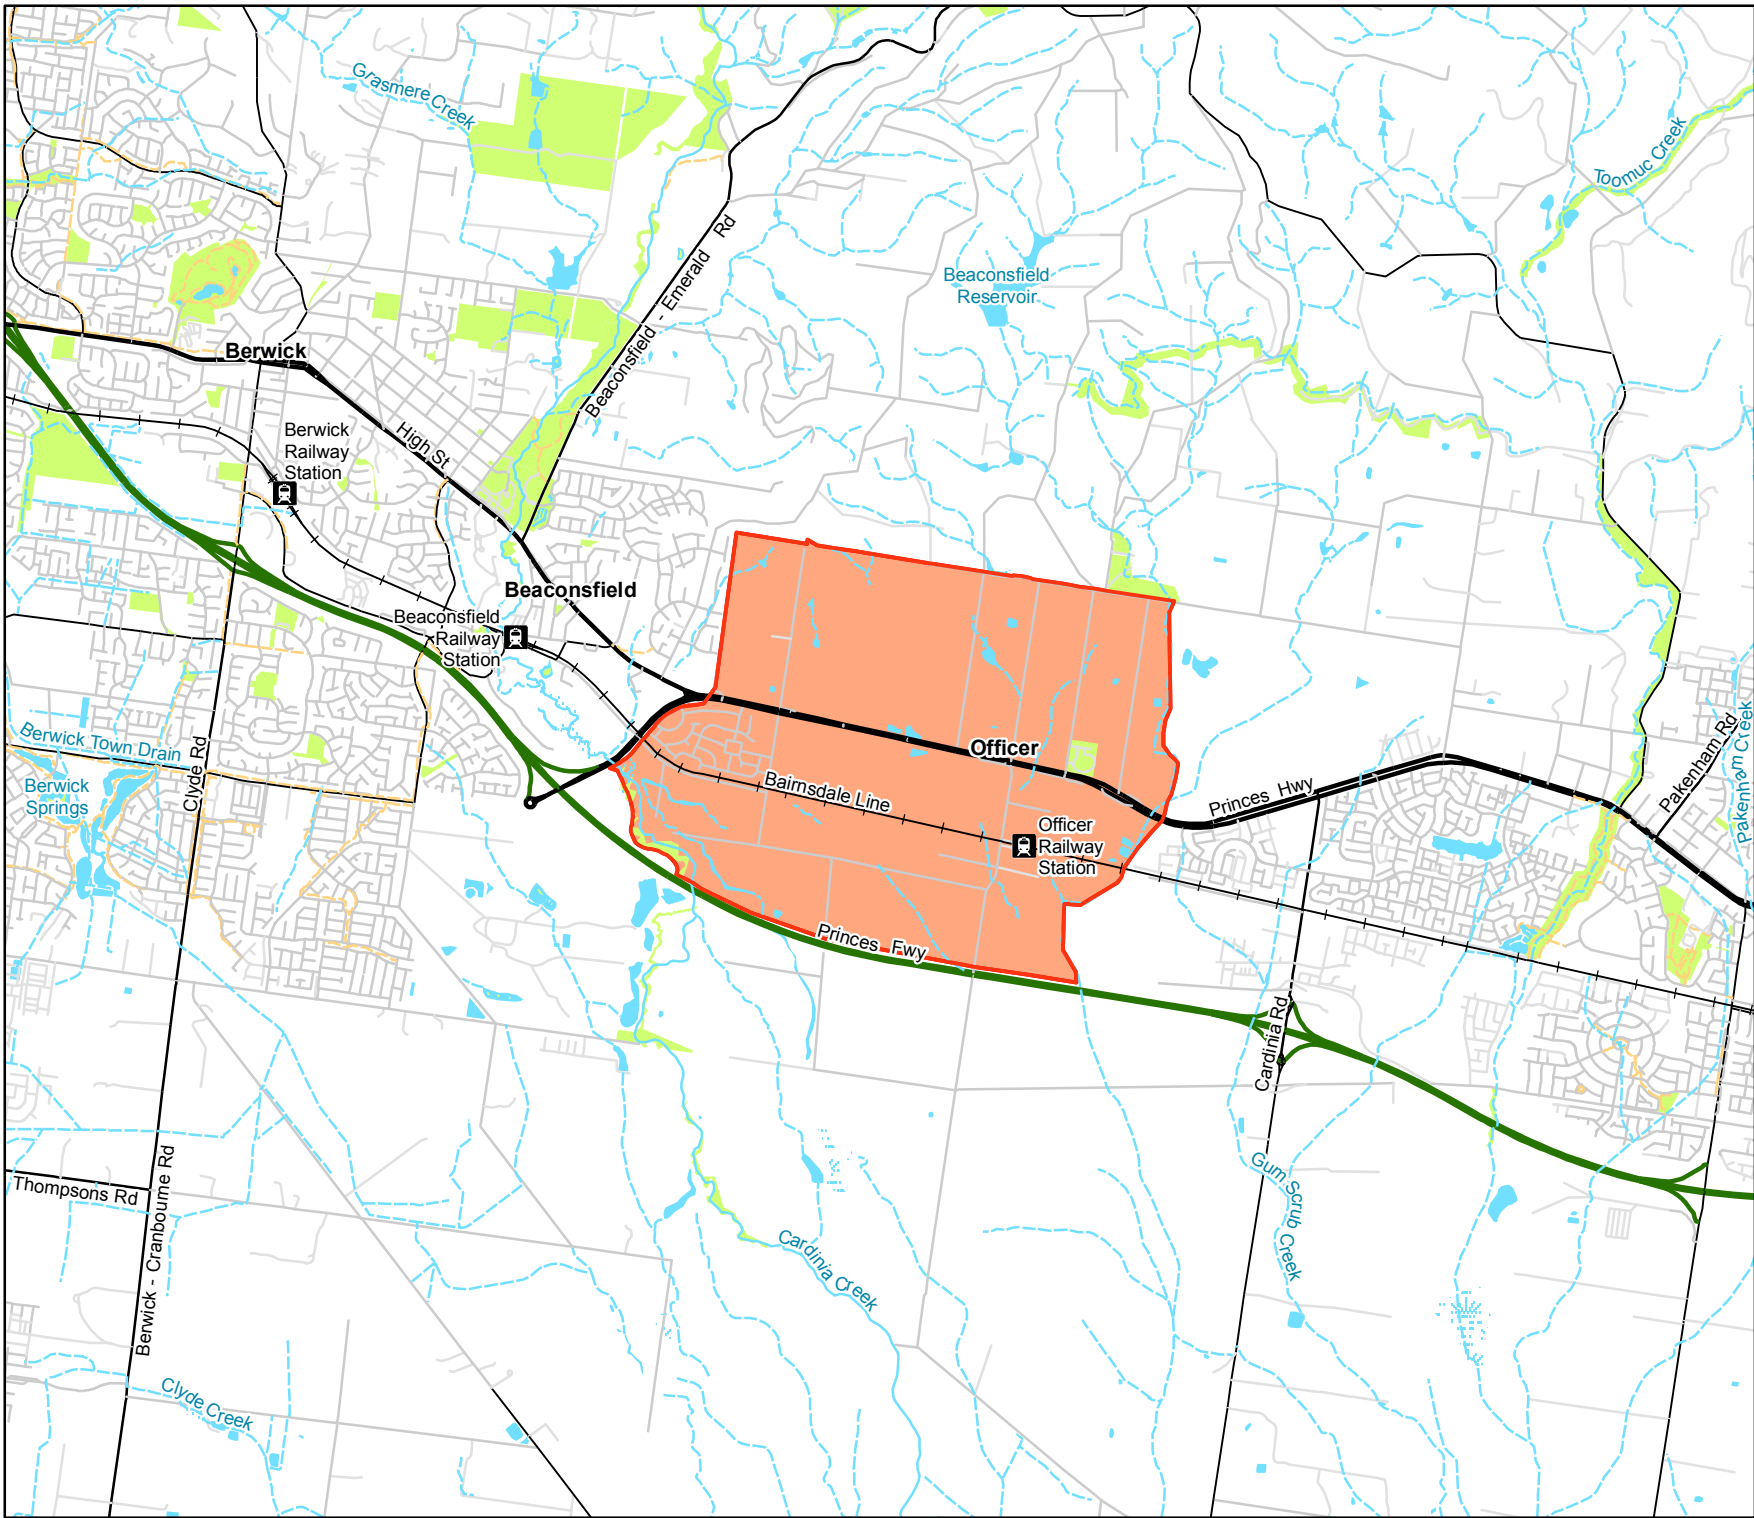 Grasmere Creek
Toomuc Creek
Beaconsfield - Emerald Rd
Beaconsfield
Reservoir
Berwick
High St
Berwick
Railway
Station
Beaconsfield
Beaconsfield
Railway
Station
Berwick Town Drain
Berwick
Springs
Clyde Rd
Officer
Bairnsdale Line
Officer
Railway
Station
Princes Hwy
Pakenham Rd
Pakenham Creek
Princes Fwy
Cardinia Rd
Thompsons Rd
Berwick - Cranbourne Rd
Gum Scrub Creek
Cardinia Creek
Clyde Creek